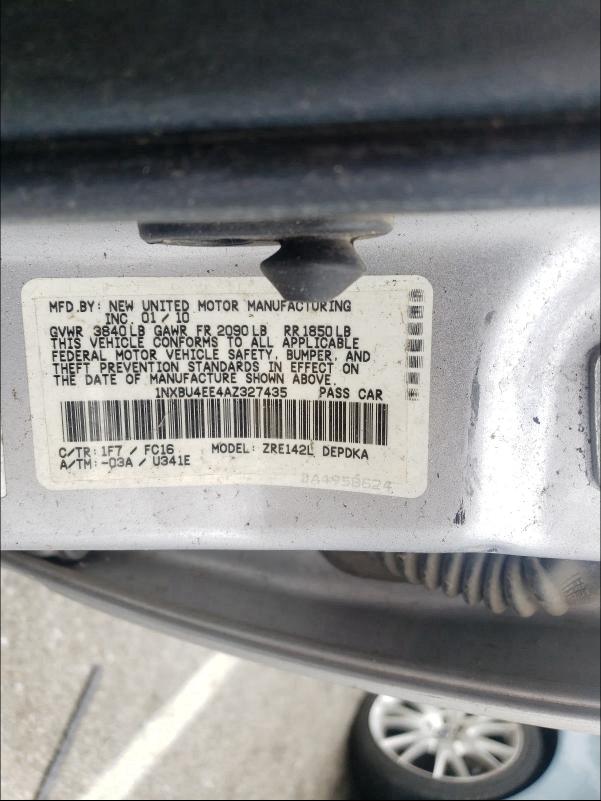 MFD.BY: NEW UNITED MOTOR MANUFACTURING
INC. 01 / 10
GVWR 3840LB GAWR FR 2090 LB RR 1850 LB
THIS VEHICLE CONFORMS TO ALL APPLICABLE
FEDERAL MOTOR VEHICLE SAFETY, BUMPER, AND
THEFT PREVENTION STANDARDS IN EFFECT ON
THE DATE OF MANUFACTURE SHOWN ABOVE.
1NXBU4EE4AZ327435 PASS CAR
C/TR: 1F7 / FC16 MODEL: ZRE142L DEPDKA
A/TM: -03A / U341E